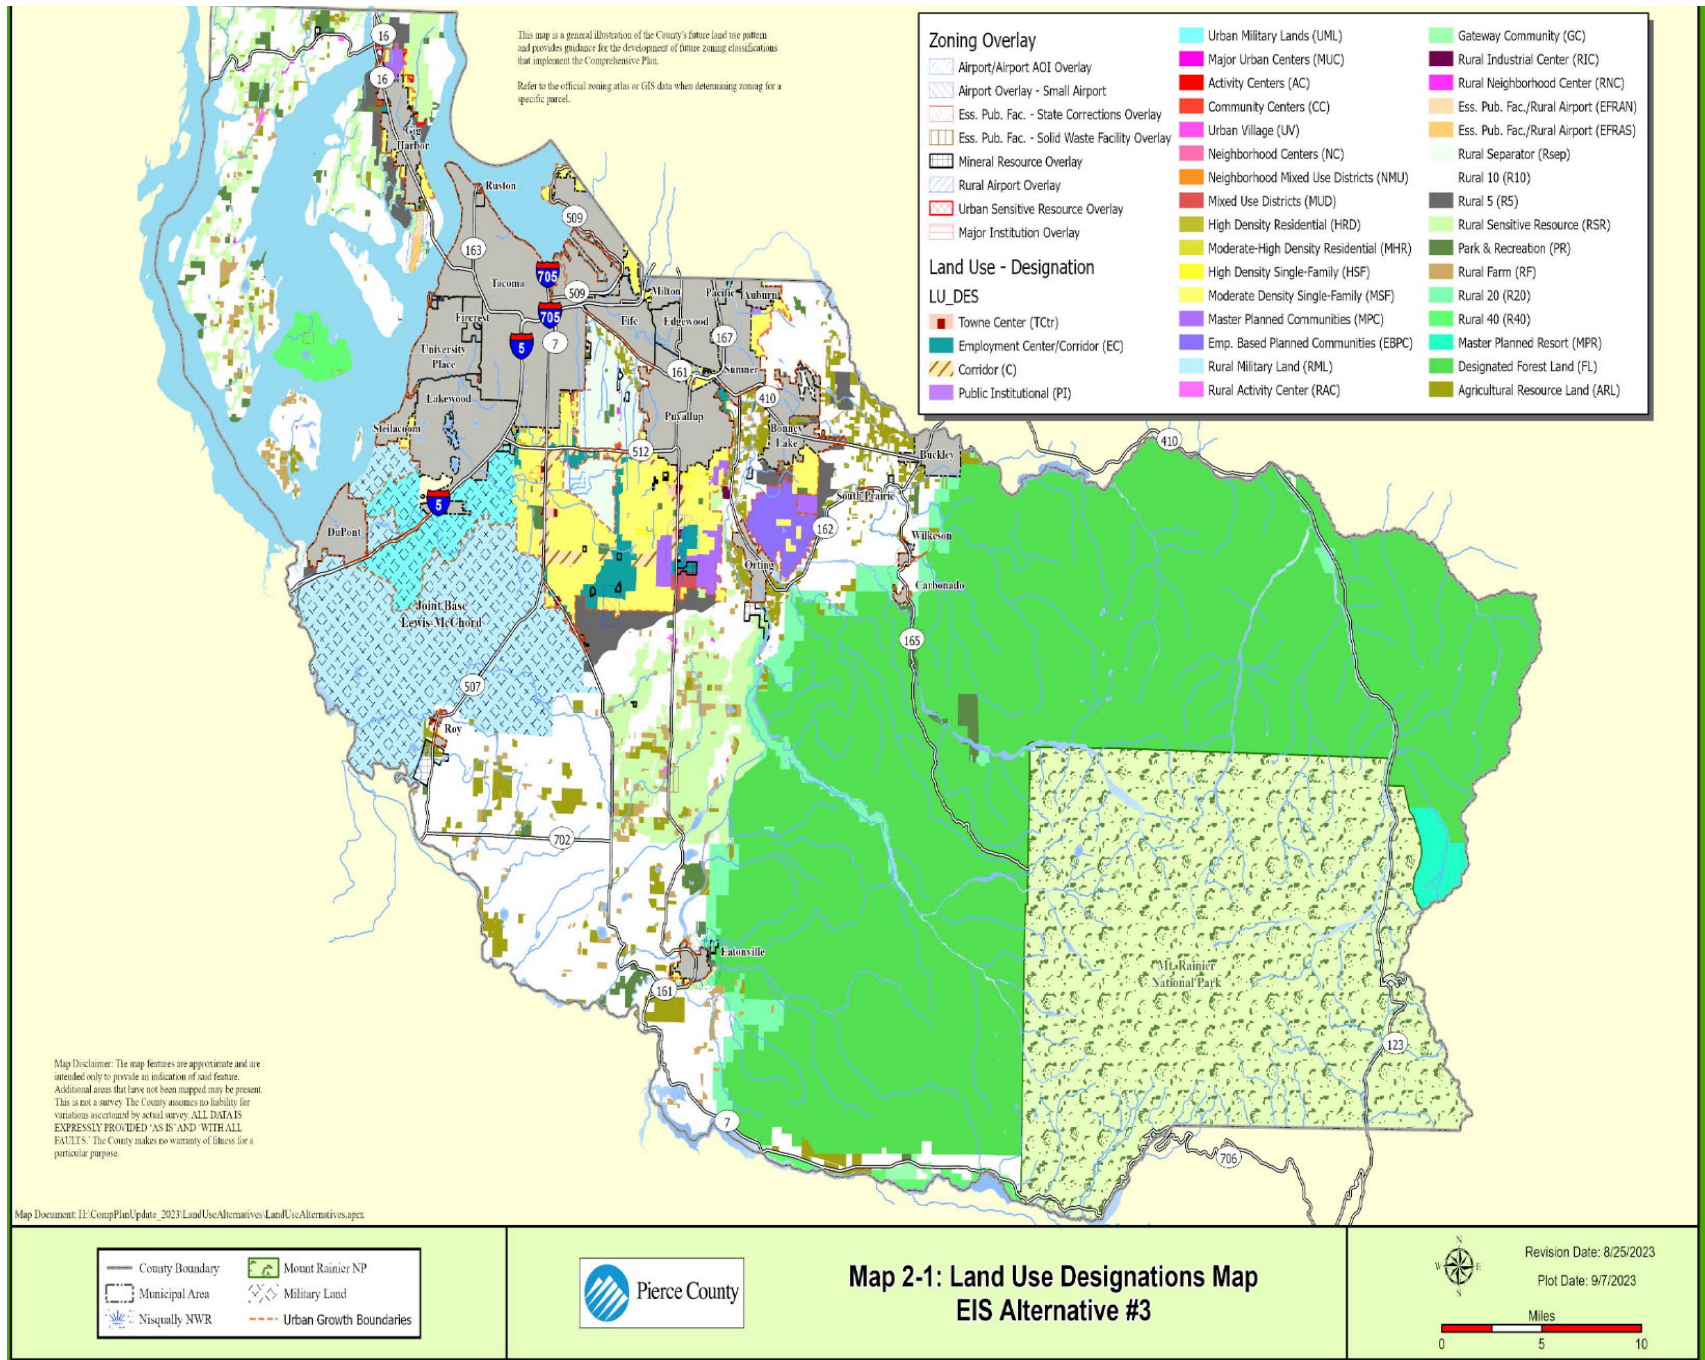 This map is a general illustration of the County's future land use pattern
and provides guidance for the development of future zoning classifications
that implement the Comprehensive Plan.
Refer to the official zoning atlas or GIS data when determining zoning for a
specific parcel.
Zoning Overlay
Airport/Airport AOI Overlay
Airport Overlay - Small Airport
Ess. Pub. Fac. - State Corrections Overlay
Ess. Pub. Fac. - Solid Waste Facility Overlay
Mineral Resource Overlay
Rural Airport Overlay
Urban Sensitive Resource Overlay
Major Institution Overlay
Land Use - Designation
LU_DES
Towne Center (TCtr)
Employment Center/Corridor (EC)
Corridor (C)
Public Institutional (PI)
Urban Military Lands (UML)
Major Urban Centers (MUC)
Activity Centers (AC)
Community Centers (CC)
Urban Village (UV)
Neighborhood Centers (NC)
Neighborhood Mixed Use Districts (NMU)
Mixed Use Districts (MUD)
High Density Residential (HRD)
Moderate-High Density Residential (MHR)
High Density Single-Family (HSF)
Moderate Density Single-Family (MSF)
Master Planned Communities (MPC)
Emp. Based Planned Communities (EBPC)
Rural Military Land (RML)
Rural Activity Center (RAC)
Gateway Community (GC)
Rural Industrial Center (RIC)
Rural Neighborhood Center (RNC)
Ess. Pub. Fac./Rural Airport (EFRAN)
Ess. Pub. Fac./Rural Airport (EFRAS)
Rural Separator (Rsep)
Rural 10 (R10)
Rural 5 (R5)
Rural Sensitive Resource (RSR)
Park & Recreation (PR)
Rural Farm (RF)
Rural 20 (R20)
Rural 40 (R40)
Master Planned Resort (MPR)
Designated Forest Land (FL)
Agricultural Resource Land (ARL)
16
16
Gig
Harbor
Ruston
509
163
Tacoma
705
509
705
Milton
Pacific
Auburn
Fircrest
Fife
Edgewood
5
7
167
University
Place
161
Sumner
Lakewood
410
Puyallup
Steilacoom
Bonney
Lake
410
512
Buckley
5
South Prairie
DuPont
162
Wilkeson
Orting
Carbonado
Joint Base
Lewis-McChord
165
507
Roy
702
Eatonville
161
Mt. Rainier
National Park
123
7
706
Map Disclaimer: The map features are approximate and are
intended only to provide an indication of said feature.
Additional areas that have not been mapped may be present.
This is not a survey. The County assumes no liability for
variations ascertained by actual survey. ALL DATA IS
EXPRESSLY PROVIDED 'AS IS' AND 'WITH ALL
FAULTS.' The County makes no warranty of fitness for a
particular purpose.
Map Document: H:\CompPlanUpdate_2023\LandUseAlternatives\LandUseAlternatives.aprx
County Boundary
Municipal Area
Nisqually NWR
Mount Rainier NP
Military Land
Urban Growth Boundaries
Pierce County
Map 2-1: Land Use Designations Map
EIS Alternative #3
N
W E
S
Revision Date: 8/25/2023
Plot Date: 9/7/2023
Miles
0 5 10